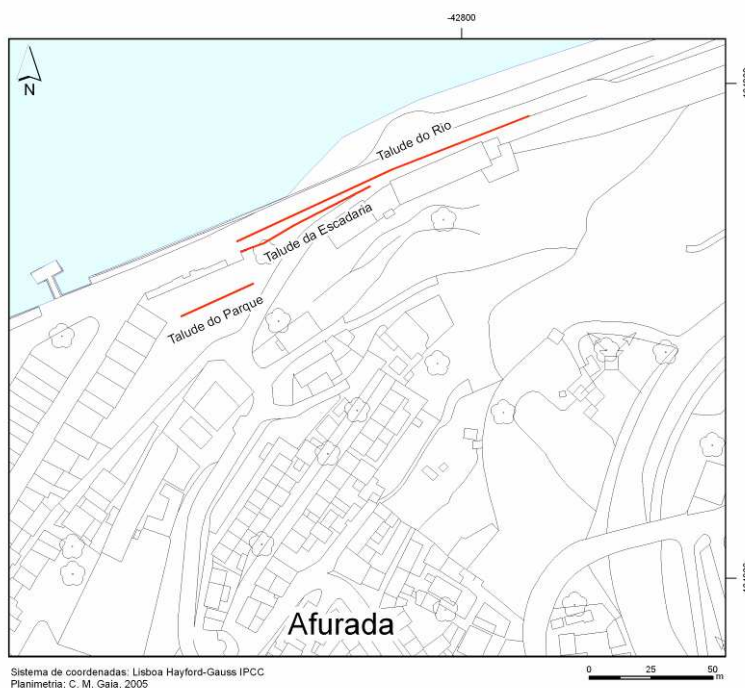 -42800
N
Talude do Rio
Talude da Escadaria
Talude do Parque
Afurada
Sistema de coordenadas: Lisboa Hayford-Gauss IPCC
Planimetria: C. M. Gaia, 2005
0 25 50
m